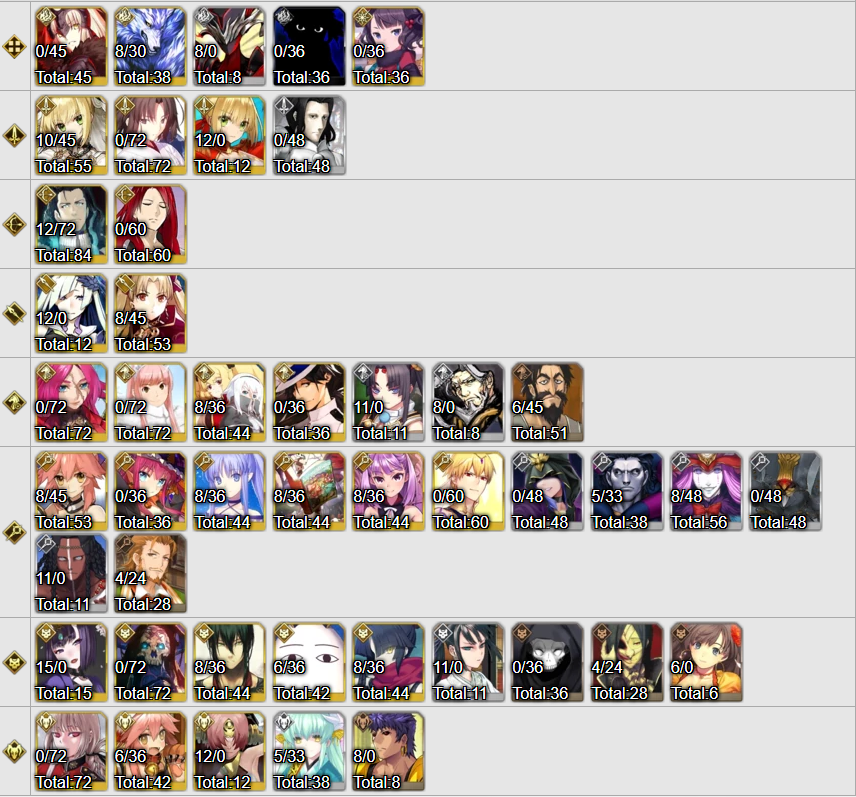 0/45 8/30 8/0 0/36 0/36
Total:45 Total:38 Total:8 Total:36 Total:36
10/45 0/72 12/0 0/48
Total:55 Total:72 Total:12 Total:48
12/72 0/60
Total:84 Total:60
12/0 8/45
Total:12 Total:53
0/72 0/72 8/36 0/36 11/0 8/0 6/45
Total:72 Total:72 Total:44 Total:36 Total:11 Total:8 Total:51
8/45 0/36 8/36 8/36 8/36 0/60 0/48 5/33 8/48 0/48
Total:53 Total:36 Total:44 Total:44 Total:44 Total:60 Total:48 Total:38 Total:56 Total:48
11/0 4/24
Total:11 Total:28
15/0 0/72 8/36 6/36 8/36 11/0 0/36 4/24 6/0
Total:15 Total:72 Total:44 Total:42 Total:44 Total:11 Total:36 Total:28 Total:6
0/72 6/36 12/0 5/33 8/0
Total:72 Total:42 Total:12 Total:38 Total:8